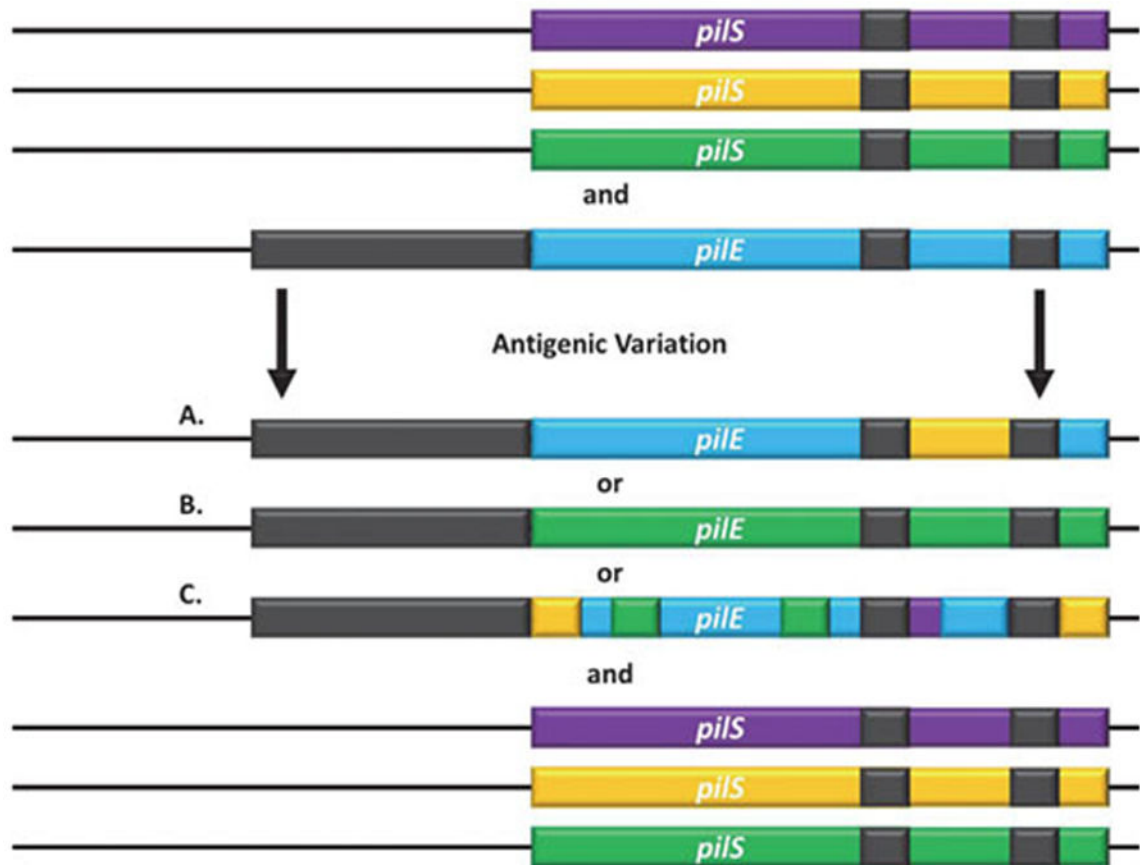 pilS
pilS
pilS
and
pilE
Antigenic Variation
A.
pilE
or
B.
pilE
or
C.
pilE
and
pilS
pilS
pilS